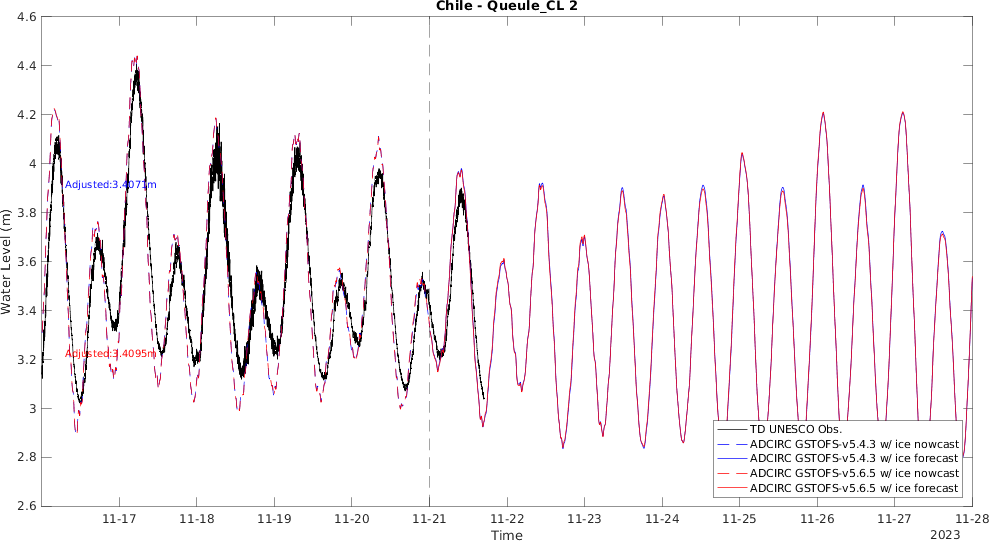 Chile - Queule_CL 2
4.6
4.4
4.2
4
3.8
3.6
3.4
3.2
3
2.8
2.6
Water Level (m)
Adjusted:3.4071m
Adjusted:3.4095m
TD UNESCO Obs.
ADCIRC GSTOFS-v5.4.3 w/ ice nowcast
ADCIRC GSTOFS-v5.4.3 w/ ice forecast
ADCIRC GSTOFS-v5.6.5 w/ ice nowcast
ADCIRC GSTOFS-v5.6.5 w/ ice forecast
11-17 11-18 11-19 11-20 11-21 11-22 11-23 11-24 11-25 11-26 11-27 11-28
Time
2023